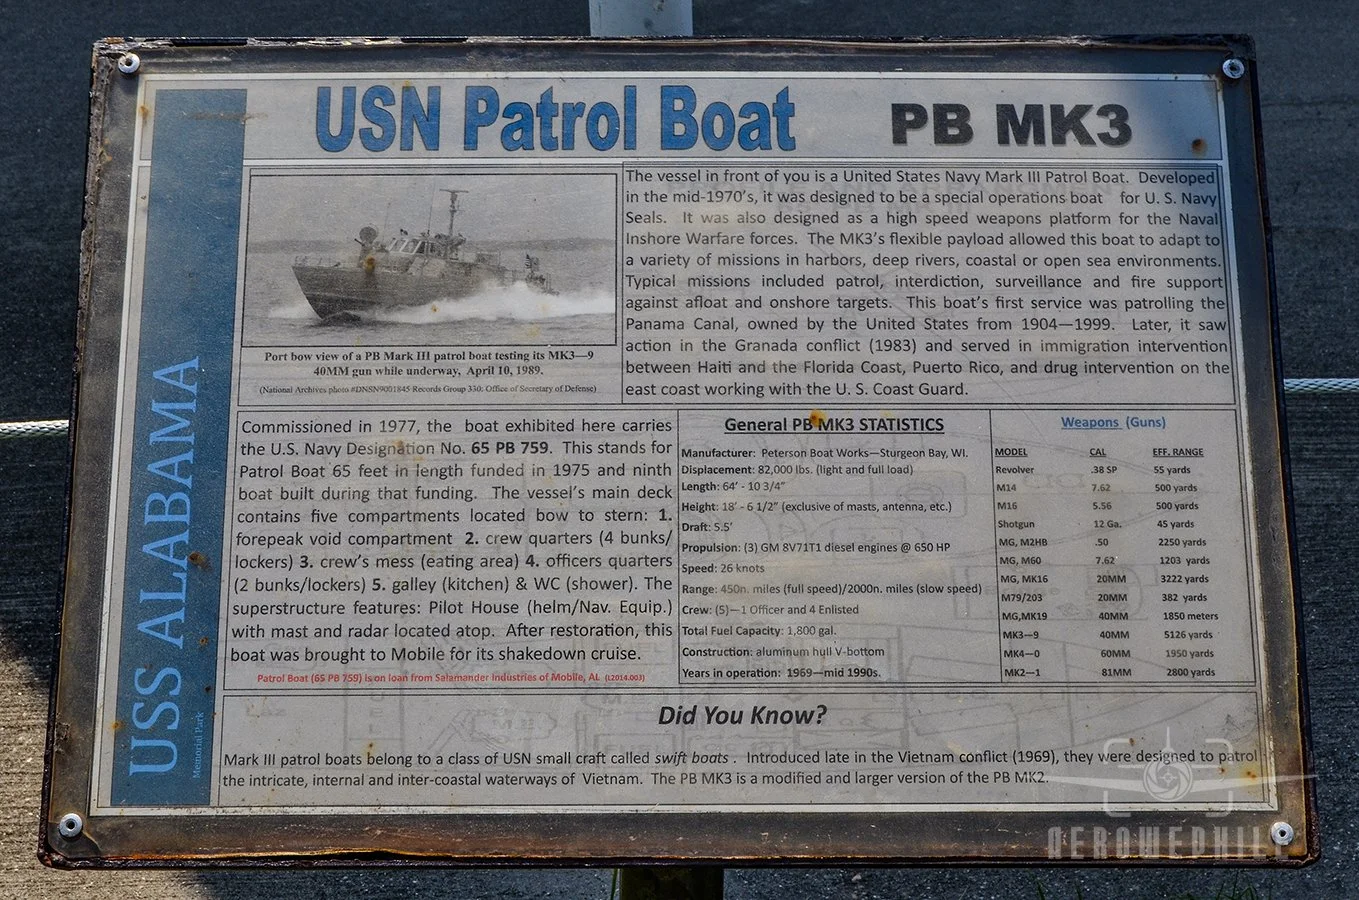 USN Patrol Boat PB MK3
USS ALABAMA
Memorial Park
Port bow view of a PB Mark III patrol boat testing its MK3—9
40MM gun while underway, April 10, 1989.
(National Archives photo #DNSN9001845 Records Group 330: Office of Secretary of Defense)
The vessel in front of you is a United States Navy Mark III Patrol Boat. Developed
in the mid-1970's, it was designed to be a special operations boat for U. S. Navy
Seals. It was also designed as a high speed weapons platform for the Naval
Inshore Warfare forces. The MK3's flexible payload allowed this boat to adapt to
a variety of missions in harbors, deep rivers, coastal or open sea environments.
Typical missions included patrol, interdiction, surveillance and fire support
against afloat and onshore targets. This boat's first service was patrolling the
Panama Canal, owned by the United States from 1904—1999. Later, it saw
action in the Granada conflict (1983) and served in immigration intervention
between Haiti and the Florida Coast, Puerto Rico, and drug intervention on the
east coast working with the U. S. Coast Guard.
Commissioned in 1977, the boat exhibited here carries
the U.S. Navy Designation No. 65 PB 759. This stands for
Patrol Boat 65 feet in length funded in 1975 and ninth
boat built during that funding. The vessel's main deck
contains five compartments located bow to stern: 1.
forepeak void compartment 2. crew quarters (4 bunks/
lockers) 3. crew's mess (eating area) 4. officers quarters
(2 bunks/lockers) 5. galley (kitchen) & WC (shower). The
superstructure features: Pilot House (helm/Nav. Equip.)
with mast and radar located atop. After restoration, this
boat was brought to Mobile for its shakedown cruise.
Patrol Boat (65 PB 759) is on loan from Salamander Industries of Mobile, AL (L2014.003)
General PB MK3 STATISTICS
Manufacturer: Peterson Boat Works—Sturgeon Bay, WI.
Displacement: 82,000 lbs. (light and full load)
Length: 64' - 10 3/4"
Height: 18' - 6 1/2" (exclusive of masts, antenna, etc.)
Draft: 5.5'
Propulsion: (3) GM 8V71T1 diesel engines @ 650 HP
Speed: 26 knots
Range: 450n. miles (full speed)/2000n. miles (slow speed)
Crew: (5)—1 Officer and 4 Enlisted
Total Fuel Capacity: 1,800 gal.
Construction: aluminum hull V-bottom
Years in operation: 1969—mid 1990s.
Weapons (Guns)
MODEL CAL EFF. RANGE
Revolver .38 SP 55 yards
M14 7.62 500 yards
M16 5.56 500 yards
Shotgun 12 Ga. 45 yards
MG, M2HB .50 2250 yards
MG, M60 7.62 1203 yards
MG, MK16 20MM 3222 yards
M79/203 20MM 382 yards
MG,MK19 40MM 1850 meters
MK3—9 40MM 5126 yards
MK4—0 60MM 1950 yards
MK2—1 81MM 2800 yards
Did You Know?
Mark III patrol boats belong to a class of USN small craft called swift boats . Introduced late in the Vietnam conflict (1969), they were designed to patrol
the intricate, internal and inter-coastal waterways of Vietnam. The PB MK3 is a modified and larger version of the PB MK2.